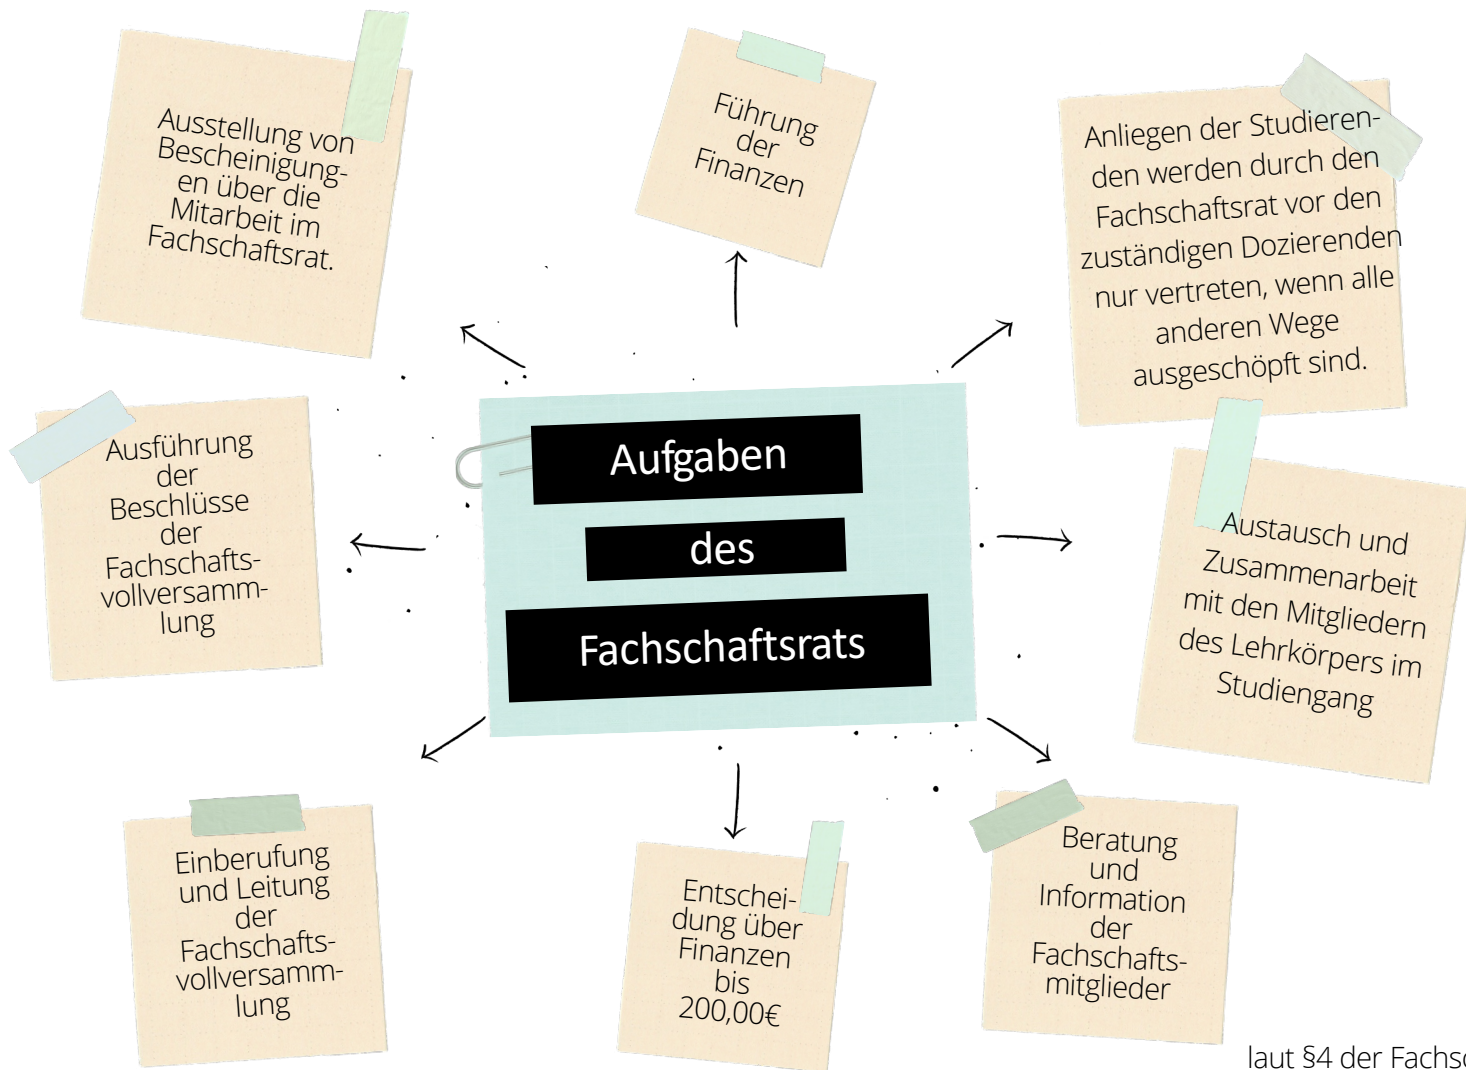 Ausstellung von
Bescheinigung-
en über die
Mitarbeit im
Fachschaftsrat.
Führung
der
Finanzen
Anliegen der Studieren-
den werden durch den
Fachschaftsrat vor den
zuständigen Dozierenden
nur vertreten, wenn alle
anderen Wege
ausgeschöpft sind.
Ausführung
der
Beschlüsse
der
Fachschafts-
vollversamm-
lung
Aufgaben
des
Fachschaftsrats
Austausch und
Zusammenarbeit
mit den Mitgliedern
des Lehrkörpers im
Studiengang
Einberufung
und Leitung
der
Fachschafts-
vollversamm-
lung
Entschei-
dung über
Finanzen
bis
200,00€
Beratung
und
Information
der
Fachschafts-
mitglieder
laut §4 der